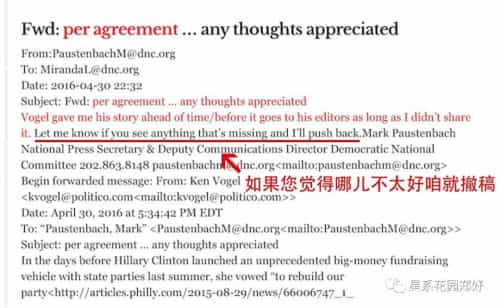 Fwd: per agreement ... any thoughts appreciated
From:PaustenbachM@dnc.org
To: MirandaL@dnc.org
Date: 2016-04-30 22:32
Subject: Fwd: per agreement ... any thoughts appreciated
Vogel gave me his story ahead of time/before it goes to his editors as long as I didn't share
it. Let me know if you see anything that's missing and I'll push back.Mark Paustenbach
National Press Secretary & Deputy Communications Director Democratic National
Committee 202.863.8148 paustenbachm@dnc.org<mailto:paustenbachm@dnc.org>
如果您觉得哪儿不太好咱就撤稿
Begin forwarded message: From: Ken Vogel
<kvogel@politico.com<mailto:kvogel@politico.com>>
Date: April 30, 2016 at 5:34:42 PM EDT
To: "Paustenbach, Mark" <PaustenbachM@dnc.org<mailto:PaustenbachM@dnc.org>>
Subject: per agreement ... any thoughts appreciated
In the days before Hillary Clinton launched an unprecedented big-money fundraising
vehicle with state parties last summer, she vowed "to rebuild our
party<http://articles.philly.com/2015-08-29/news/66006747_1_
星系花园郑好